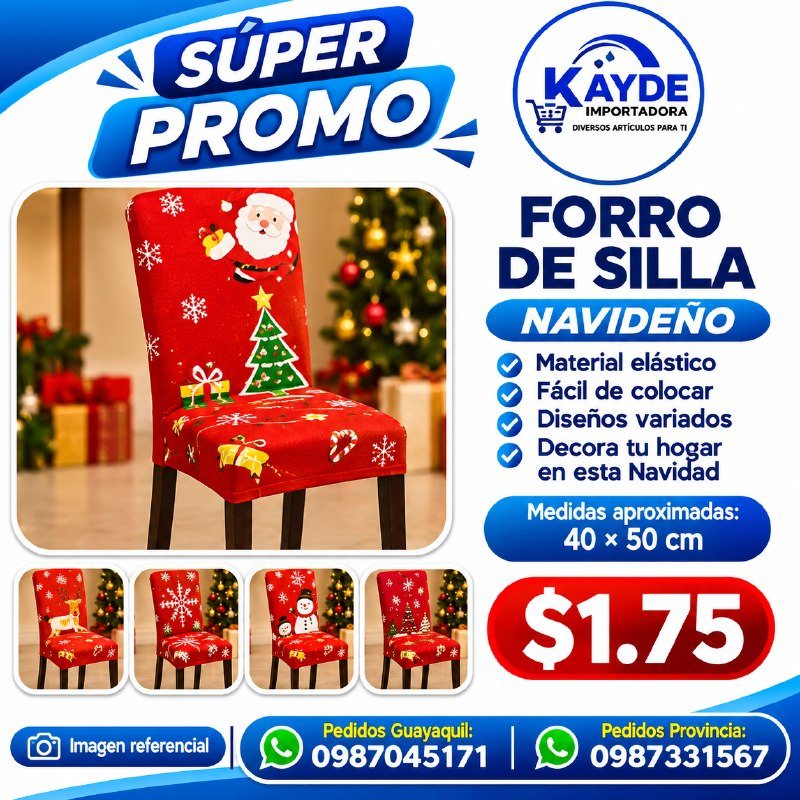 SÚPER
PROMO
KAYDE
IMPORTADORA
DIVERSOS ARTÍCULOS PARA TI
FORRO
DE SILLA
NAVIDEÑO
Material elástico
Fácil de colocar
Diseños variados
Decora tu hogar
en esta Navidad
Medidas aproximadas:
40 × 50 cm
$1.75
Imagen referencial
Pedidos Guayaquil:
0987045171
Pedidos Provincia:
0987331567